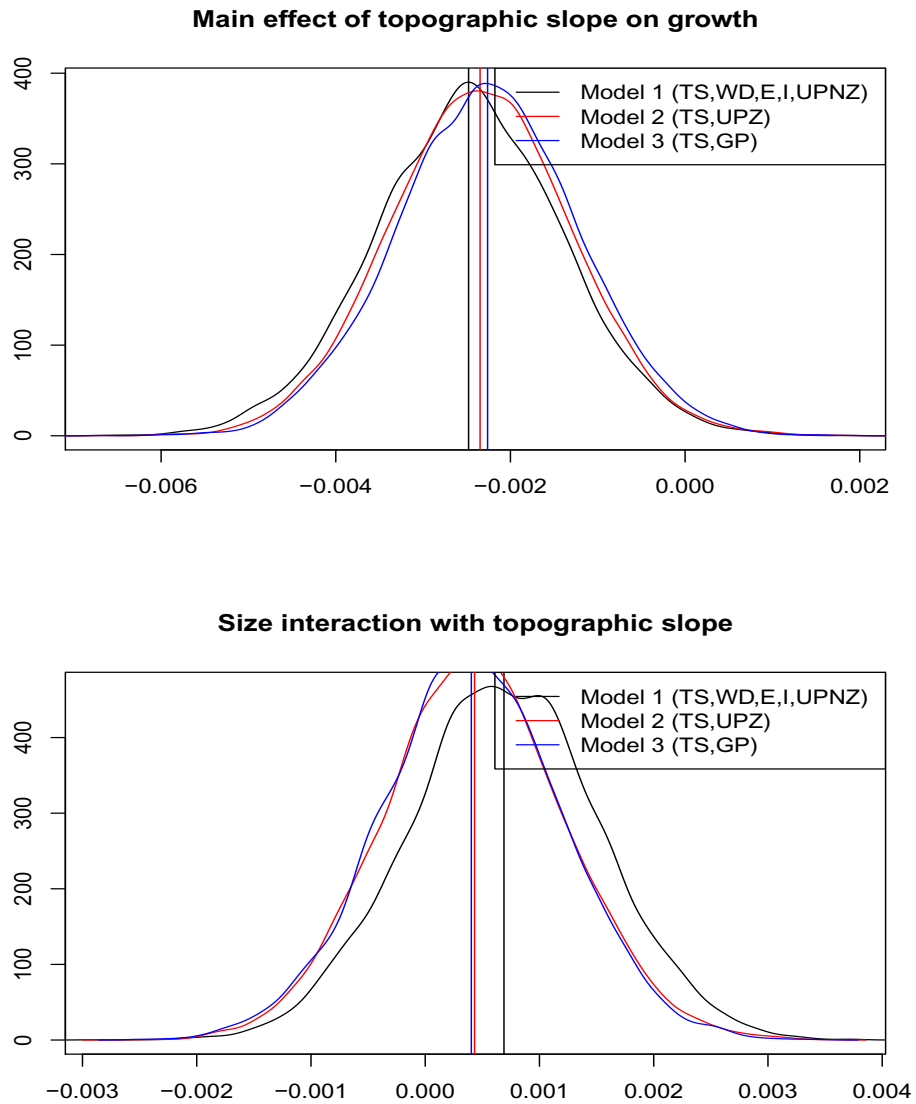 Main effect of topographic slope on growth
400
300
200
100
0
Model 1 (TS,WD,E,I,UPNZ)
Model 2 (TS,UPZ)
Model 3 (TS,GP)
−0.006 −0.004 −0.002 0.000 0.002
Size interaction with topographic slope
400
300
200
100
0
Model 1 (TS,WD,E,I,UPNZ)
Model 2 (TS,UPZ)
Model 3 (TS,GP)
−0.003 −0.002 −0.001 0.000 0.001 0.002 0.003 0.004